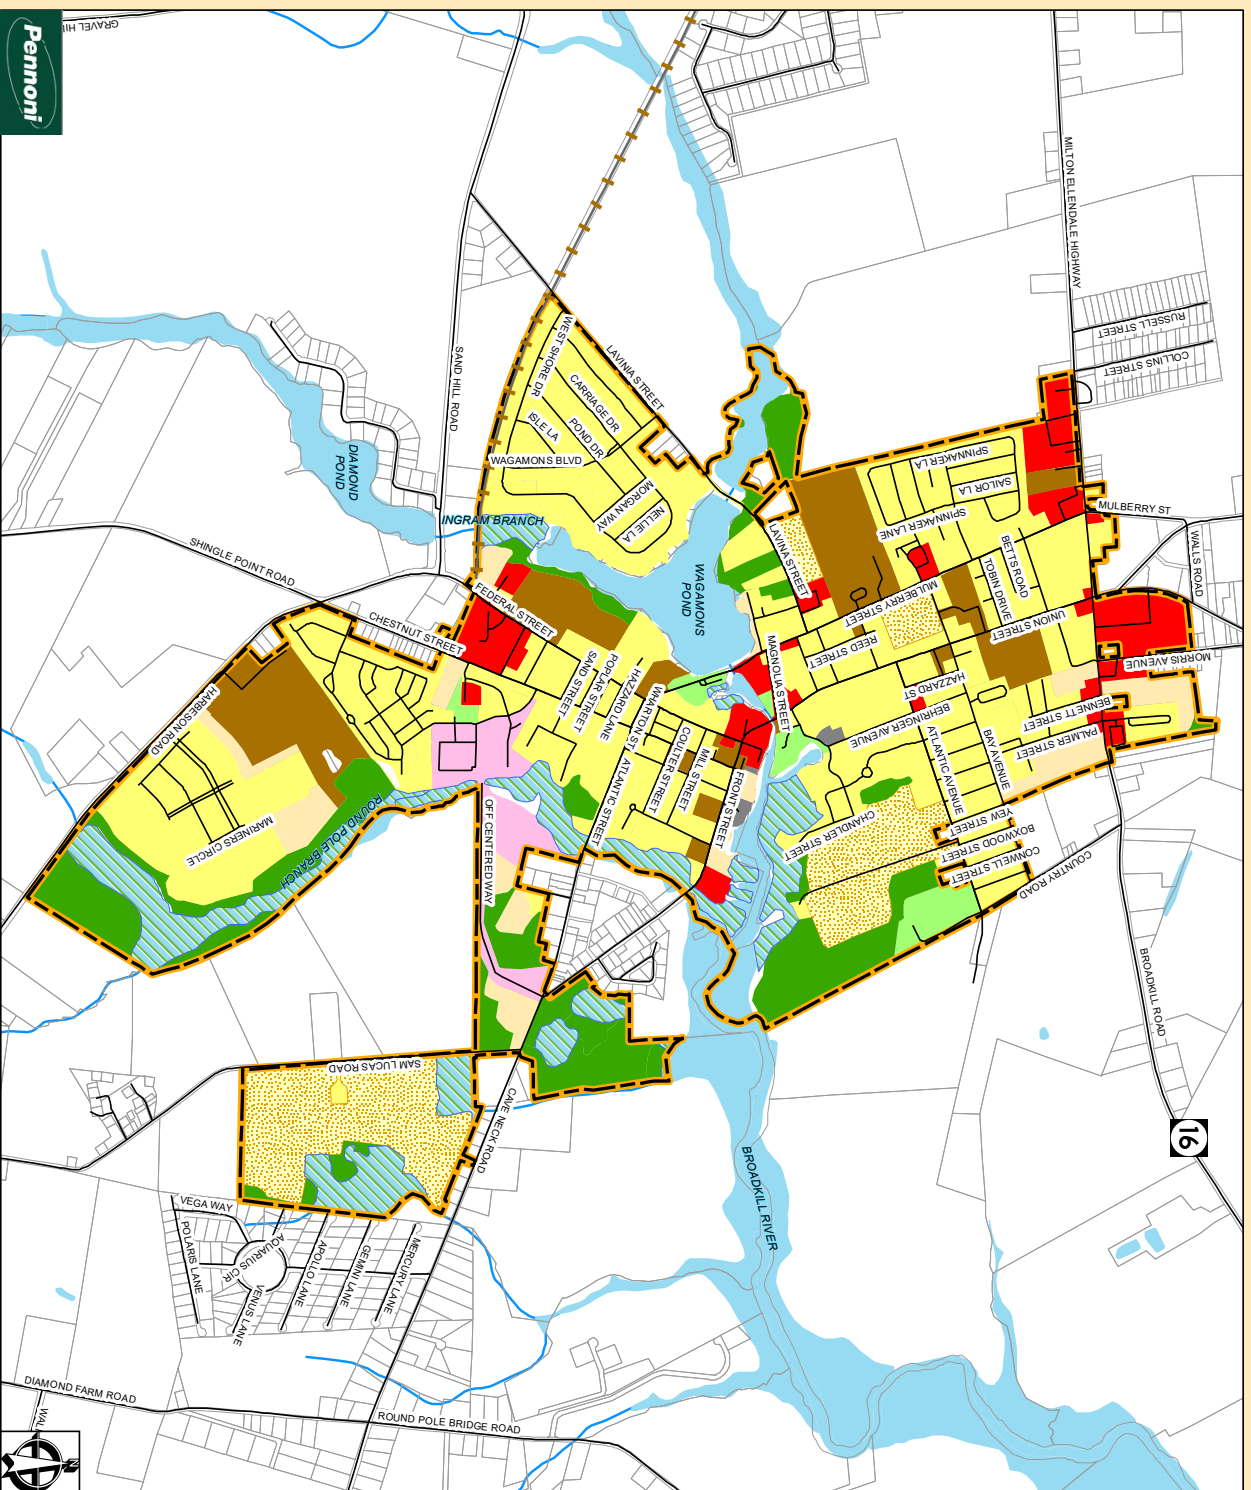 GRAVEL HI
Pennoni
MILTON ELLENDALE HIGHWAY
RUSSELL STREET
COLLINS STREET
SAND HILL ROAD
WEST SHORE DR
LAVINIA STREET
CARRIAGE DR
POND DR
ISLE LA
WAGAMONS BLVD
MORGAN WAY
NELLIE LA
DIAMOND
POND
INGRAM BRANCH
SPINNAKER LA
SAILOR LA
SPINNAKER LANE
MULBERRY ST
WALLS ROAD
BETTS ROAD
TOBIN DRIVE
LAVINIA STREET
WAGAMONS
POND
SHINGLE POINT ROAD
FEDERAL STREET
CHESTNUT STREET
MULBERRY STREET
UNION STREET
REED STREET
MAGNOLIA STREET
MORRIS AVENUE
HAZZARD ST
BENNETT STREET
PALMER STREET
BEHRINGER AVENUE
BAY AVENUE
ATLANTIC AVENUE
SAND STREET
POPLAR STREET
HAZZARD LANE
WHARTON ST
COULTER STREET
MILL STREET
FRONT STREET
ATLANTIC STREET
HARBESON ROAD
MARINERS CIRCLE
ROUND POLE BRANCH
OFF CENTERED WAY
CHANDLER STREET
YEW STREET
BOXWOOD STREET
CONWELL STREET
COUNTRY ROAD
BROADKILL ROAD
16
SAM LUCAS ROAD
CAVE NECK ROAD
BROADKILL RIVER
VEGA WAY
POLARIS LANE
AQUARIUS CIR
VENUS LANE
APOLLO LANE
GEMINI LANE
MERCURY LANE
DIAMOND FARM ROAD
ROUND POLE BRIDGE ROAD
WAL
N